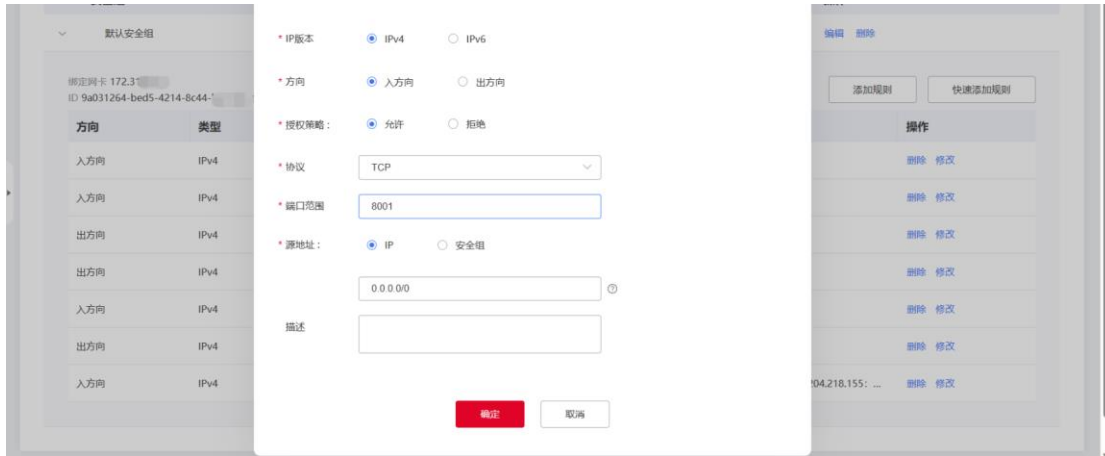 默认安全组
编辑 删除
* IP版本 IPv4 IPv6
绑定网卡 172.31
ID 9a031264-bed5-4214-8c44-
* 方向 入方向 出方向
添加规则 快速添加规则
方向 类型 操作
* 授权策略： 允许 拒绝
入方向 IPv4 删除 修改
* 协议 TCP
入方向 IPv4 删除 修改
* 端口范围 8001
出方向 IPv4 删除 修改
* 源地址： IP 安全组
出方向 IPv4 删除 修改
0.0.0.0/0
入方向 IPv4 删除 修改
描述
出方向 IPv4 删除 修改
入方向 IPv4 204.218.155: ... 删除 修改
确定 取消